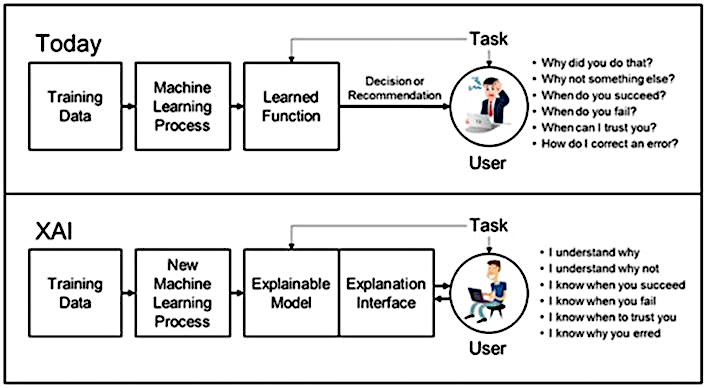 Today
Task
Training
Data
Machine
Learning
Process
Learned
Function
Decision or
Recommendation
User
• Why did you do that?
• Why not something else?
• When do you succeed?
• When do you fail?
• When can I trust you?
• How do I correct an error?
XAI
Task
Training
Data
New
Machine
Learning
Process
Explainable
Model
Explanation
Interface
User
• I understand why
• I understand why not
• I know when you succeed
• I know when you fail
• I know when to trust you
• I know why you erred